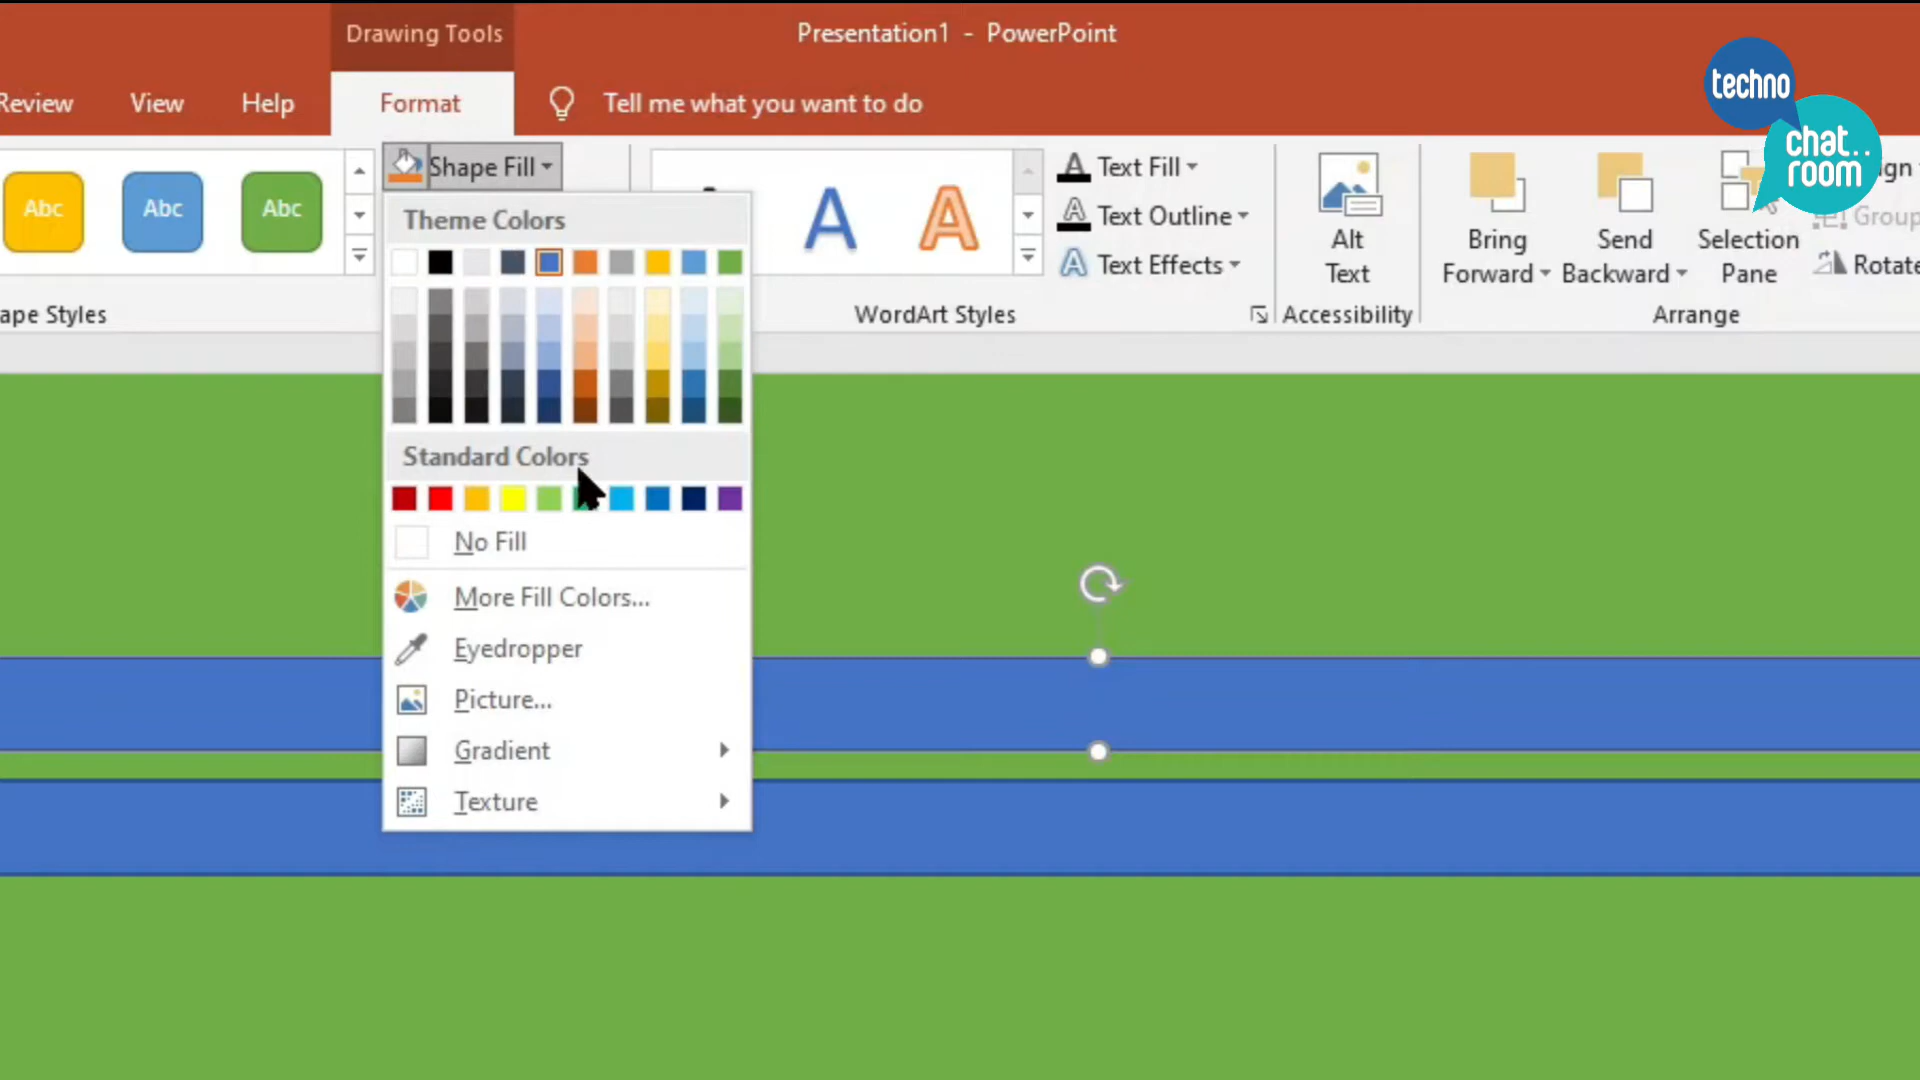 Drawing Tools
Presentation1 - PowerPoint
Review
View
Help
Format
Tell me what you want to do
techno
chat..
room
Abc
Abc
Abc
Shape Fill
Text Fill
Text Outline
Text Effects
Alt
Text
Bring
Forward
Send
Backward
Selection
Pane
Group
Rotate
ape Styles
WordArt Styles
Accessibility
Arrange
Theme Colors
Standard Colors
No Fill
More Fill Colors...
Eyedropper
Picture...
Gradient
Texture